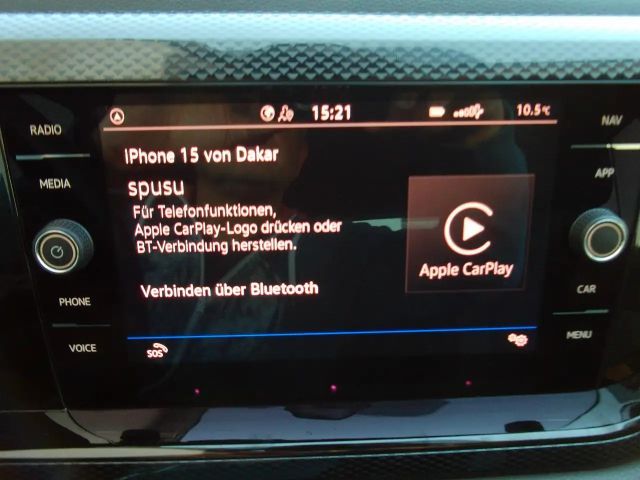 15:21
10.5°C
RADIO
MEDIA
PHONE
VOICE
iPhone 15 von Dakar
spusu
Für Telefonfunktionen,
Apple CarPlay-Logo drücken oder
BT-Verbindung herstellen.
Verbinden über Bluetooth
Apple CarPlay
SOS
NAV
APP
CAR
MENU